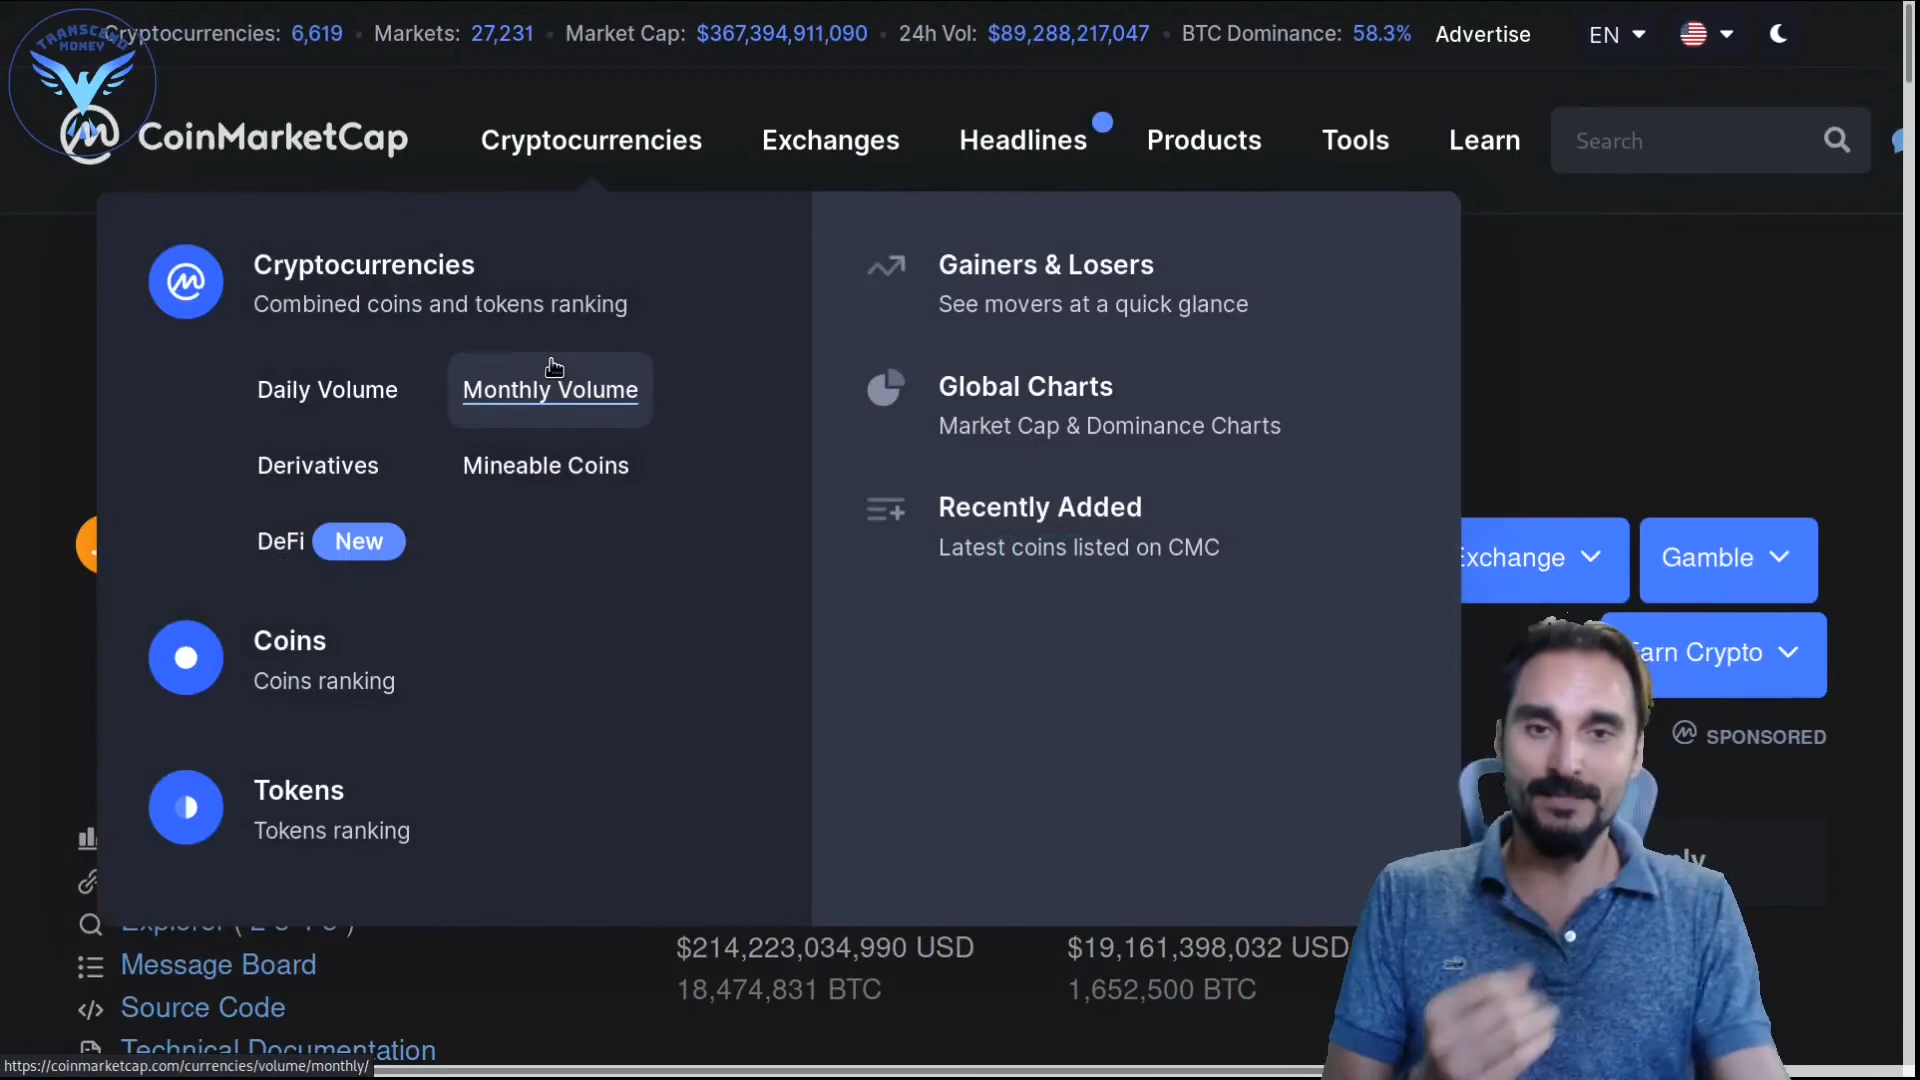 TRANSCEND
MONEY
Cryptocurrencies: 6,619 • Markets: 27,231 • Market Cap: $367,394,911,090 • 24h Vol: $89,288,217,047 • BTC Dominance: 58.3% Advertise EN
CoinMarketCap Cryptocurrencies Exchanges Headlines Products Tools Learn Search
Cryptocurrencies
Combined coins and tokens ranking
Daily Volume Monthly Volume
Derivatives Mineable Coins
DeFi New
Coins
Coins ranking
Tokens
Tokens ranking
Gainers & Losers
See movers at a quick glance
Global Charts
Market Cap & Dominance Charts
Recently Added
Latest coins listed on CMC
Exchange Gamble
Earn Crypto
SPONSORED
$214,223,034,990 USD $19,161,398,032 USD
18,474,831 BTC 1,652,500 BTC
Message Board
Source Code
Technical Documentation
https://coinmarketcap.com/currencies/volume/monthly/